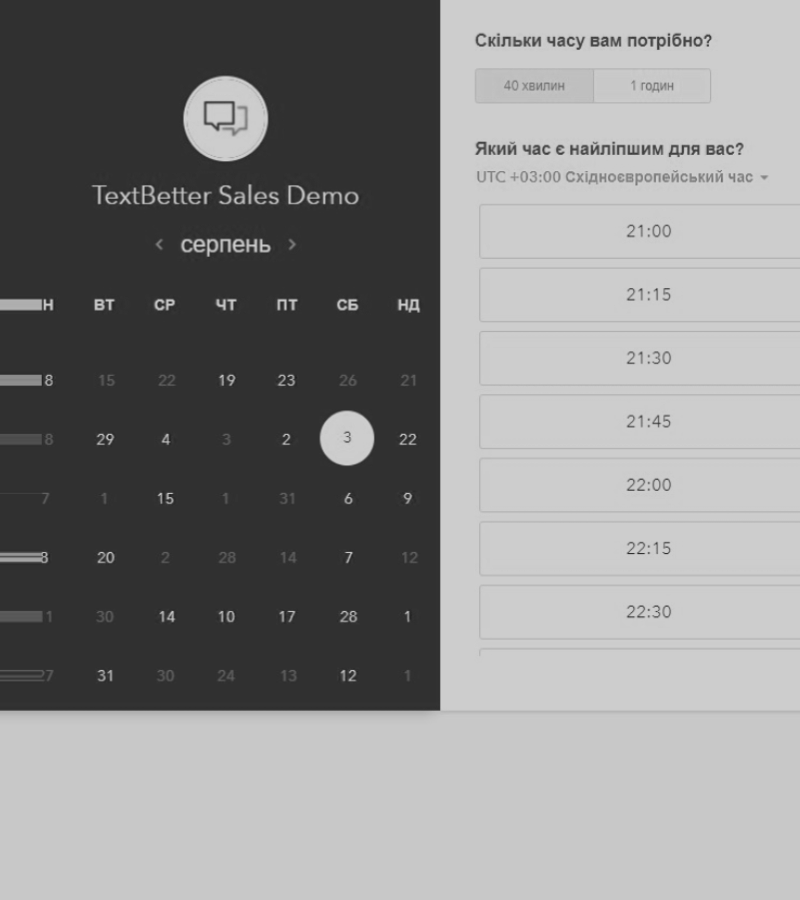 TextBetter Sales Demo
серпень
Н ВТ СР ЧТ ПТ СБ НД
8 15 22 19 23 26 21
8 29 4 3 2 3 22
7 1 15 1 31 6 9
8 20 2 28 14 7 12
1 30 14 10 17 28 1
7 31 30 24 13 12 1
Скільки часу вам потрібно?
40 хвилин 1 годин
Який час є найліпшим для вас?
UTC +03:00 Східноєвропейський час
21:00
21:15
21:30
21:45
22:00
22:15
22:30